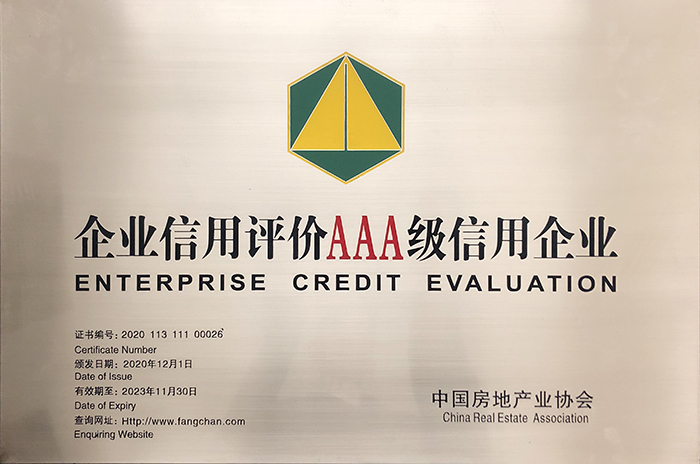 企业信用评价AAA级信用企业
ENTERPRISE CREDIT EVALUATION
证书编号: 2020 113 111 00026
Certificate Number
颁发日期: 2020年12月1日
Date of Issue
有效期至: 2023年11月30日
Date of Expiry
查询网址: Http://www.fangchan.com
Enquiring Website
中国房地产业协会
China Real Estate Association